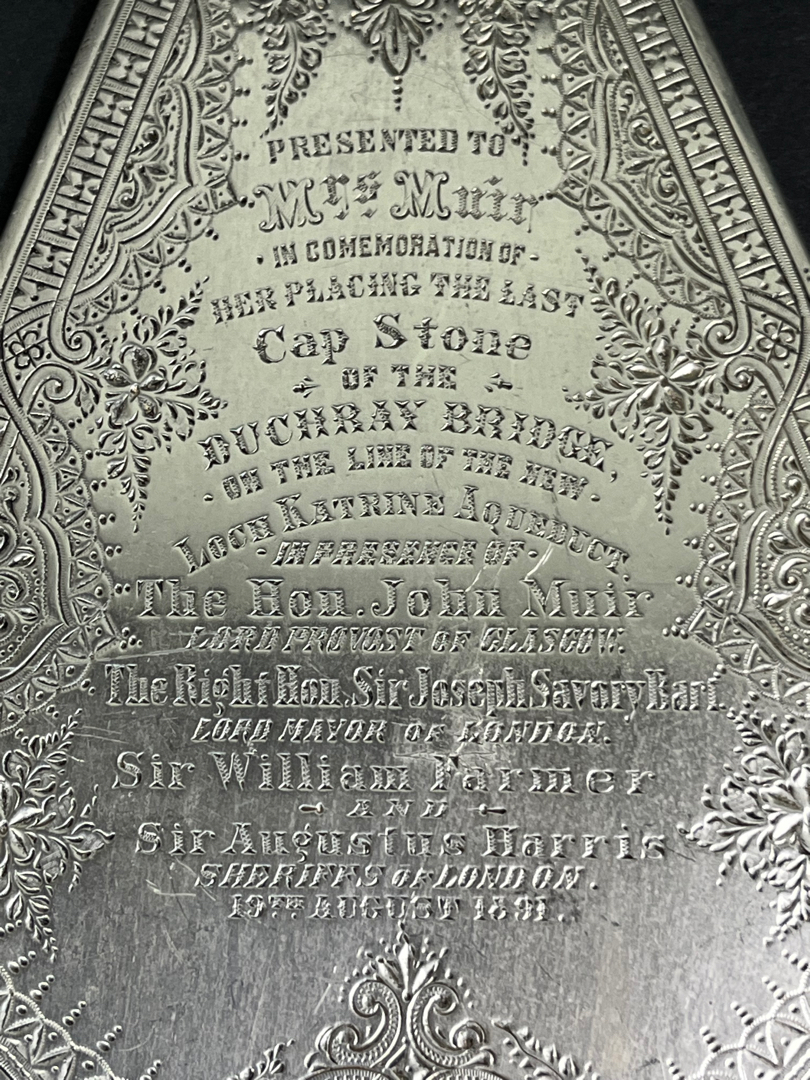 PRESENTED TO
Mrs Muir
IN COMEMORATION OF
HER PLACING THE LAST
Cap Stone
OF THE
DUCHRAY BRIDGE,
ON THE LINE OF THE NEW
LOCH KATRINE AQUEDUCT.
IN PRESENCE OF
The Hon. John Muir
LORD PROVOST OF GLASGOW.
The Right Hon. Sir Joseph Savory Bart
LORD MAYOR OF LONDON.
Sir William Farmer
AND
Sir Augustus Harris
SHERIFFS OF LONDON.
19TH AUGUST 1891.